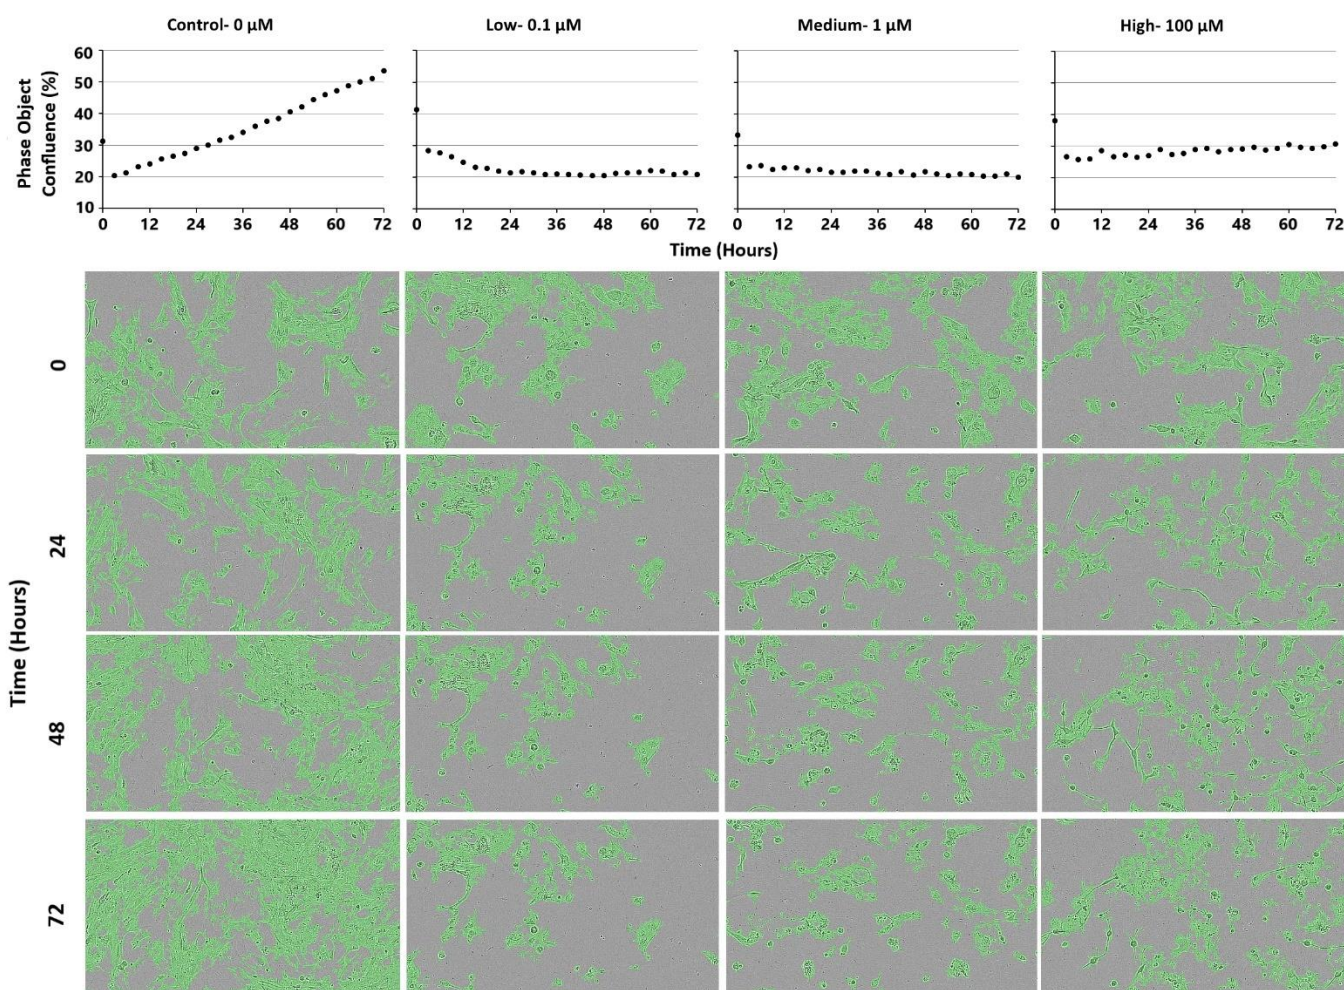 Control- 0 µM
Low- 0.1 µM
Medium- 1 µM
High- 100 µM
Phase Object
Confluence (%)
60
50
40
30
20
10
0 12 24 36 48 60 72
0 12 24 36 48 60 72
0 12 24 36 48 60 72
0 12 24 36 48 60 72
Time (Hours)
Time (Hours)
0
24
48
72